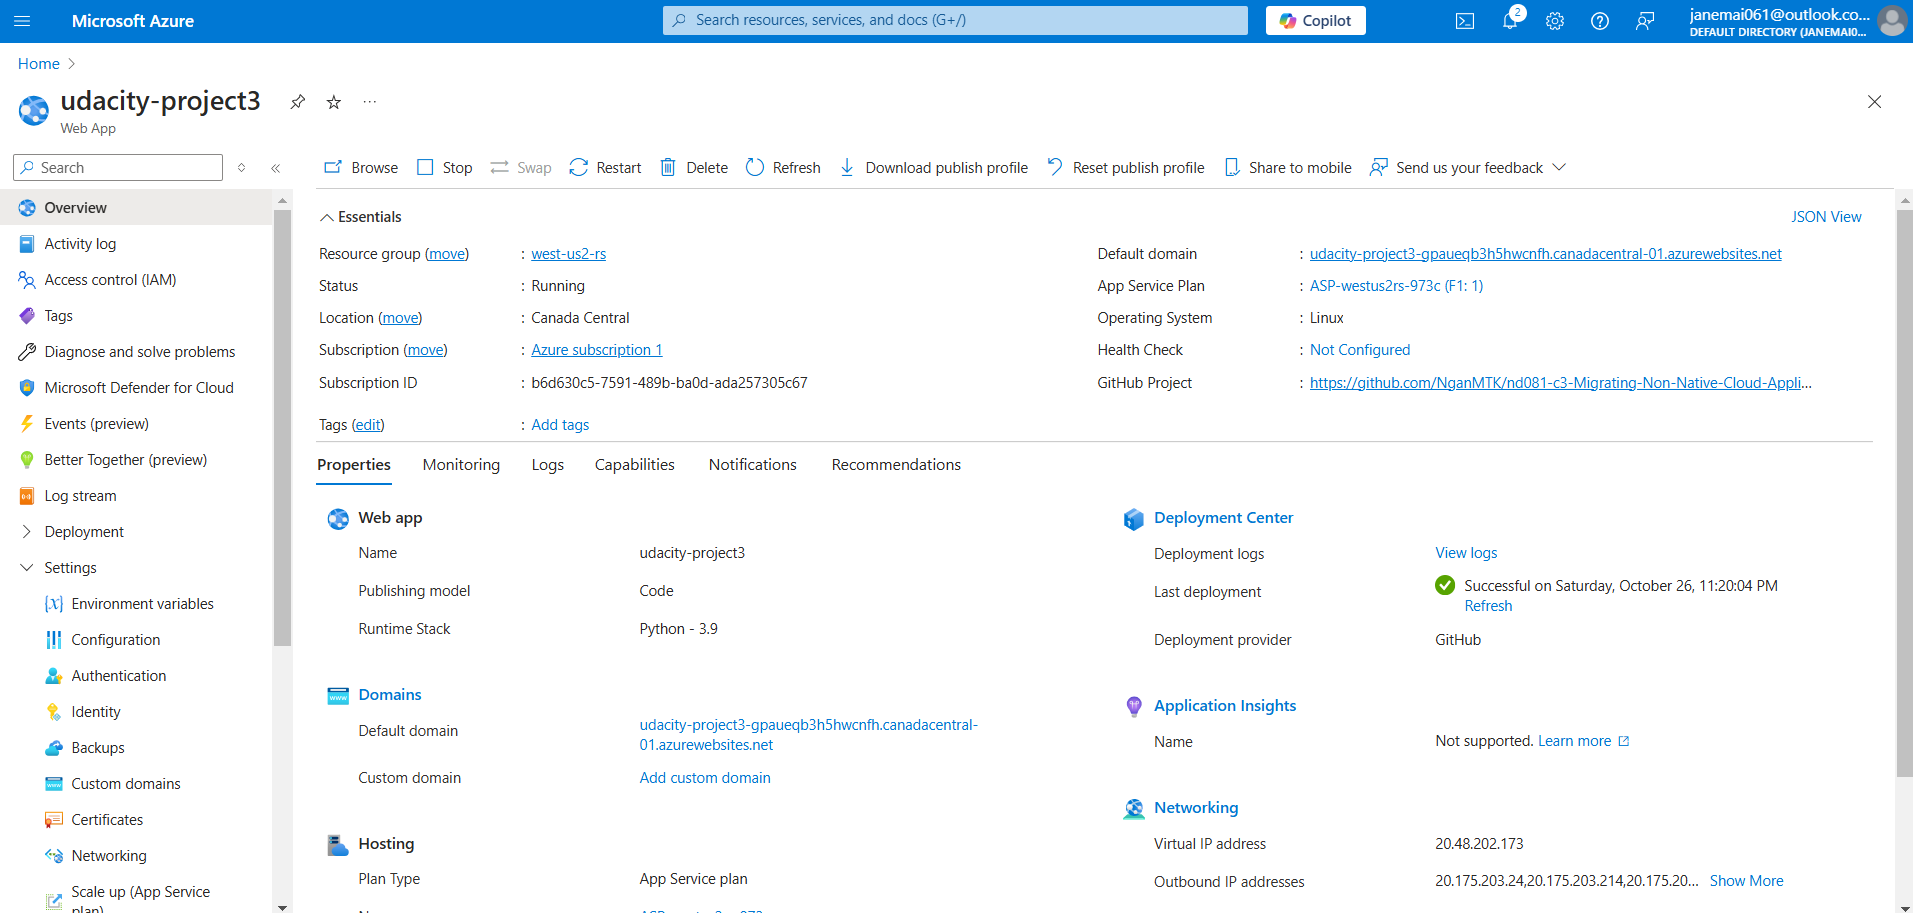 Microsoft Azure
Search resources, services, and docs (G+/)
Copilot
2
janemai061@outlook.co...
DEFAULT DIRECTORY (JANEMAI0...
Home
udacity-project3
Web App
Search
Browse
Stop
Swap
Restart
Delete
Refresh
Download publish profile
Reset publish profile
Share to mobile
Send us your feedback
Overview
Activity log
Access control (IAM)
Tags
Diagnose and solve problems
Microsoft Defender for Cloud
Events (preview)
Better Together (preview)
Log stream
Deployment
Settings
Environment variables
Configuration
Authentication
Identity
Backups
Custom domains
Certificates
Networking
Scale up (App Service
plan)
Essentials
JSON View
Resource group (move) : west-us2-rs
Status : Running
Location (move) : Canada Central
Subscription (move) : Azure subscription 1
Subscription ID : b6d630c5-7591-489b-ba0d-ada257305c67
Default domain : udacity-project3-gpaueqb3h5hwcnfh.canadacentral-01.azurewebsites.net
App Service Plan : ASP-westus2rs-973c (F1: 1)
Operating System : Linux
Health Check : Not Configured
GitHub Project : https://github.com/NganMTK/nd081-c3-Migrating-Non-Native-Cloud-Appli...
Tags (edit) : Add tags
Properties
Monitoring
Logs
Capabilities
Notifications
Recommendations
Web app
Name udacity-project3
Publishing model Code
Runtime Stack Python - 3.9
Domains
Default domain udacity-project3-gpaueqb3h5hwcnfh.canadacentral-
01.azurewebsites.net
Custom domain Add custom domain
Hosting
Plan Type App Service plan
Deployment Center
Deployment logs View logs
Last deployment Successful on Saturday, October 26, 11:20:04 PM
Refresh
Deployment provider GitHub
Application Insights
Name Not supported. Learn more
Networking
Virtual IP address 20.48.202.173
Outbound IP addresses 20.175.203.24,20.175.203.214,20.175.20... Show More